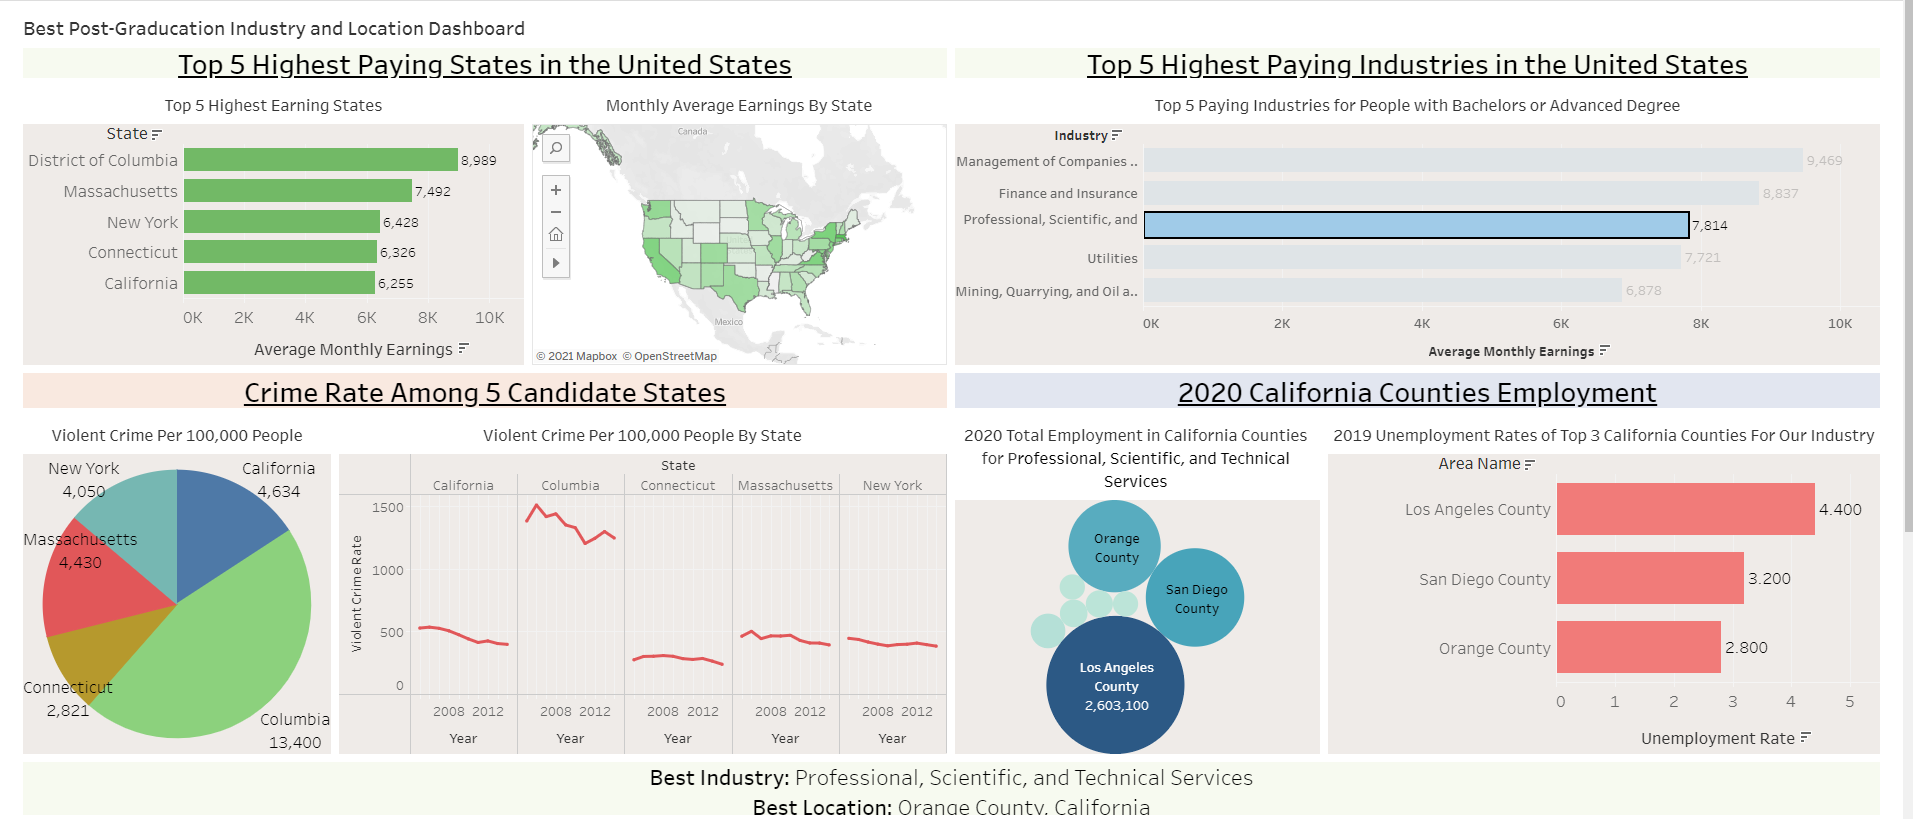 Best Post-Graducation Industry and Location Dashboard
Top 5 Highest Paying States in the United States
Top 5 Highest Earning States
State
District of Columbia
8,989
Massachusetts
7,492
New York
6,428
Connecticut
6,326
California
6,255
0K 2K 4K 6K 8K 10K
Average Monthly Earnings
Monthly Average Earnings By State
Canada
Mexico
© 2021 Mapbox © OpenStreetMap
Top 5 Highest Paying Industries in the United States
Top 5 Paying Industries for People with Bachelors or Advanced Degree
Industry
Management of Companies ..
9,469
Finance and Insurance
8,837
Professional, Scientific, and
7,814
Utilities
7,721
Mining, Quarrying, and Oil a..
6,878
0K 2K 4K 6K 8K 10K
Average Monthly Earnings
Crime Rate Among 5 Candidate States
Violent Crime Per 100,000 People
New York
4,050
California
4,634
Massachusetts
4,430
Connecticut
2,821
Columbia
13,400
Violent Crime Per 100,000 People By State
State
California Columbia Connecticut Massachusetts New York
Violent Crime Rate
1500
1000
500
0
2008 2012 2008 2012 2008 2012 2008 2012 2008 2012
Year Year Year Year Year
2020 California Counties Employment
2020 Total Employment in California Counties
for Professional, Scientific, and Technical
Services
Orange
County
San Diego
County
Los Angeles
County
2,603,100
2019 Unemployment Rates of Top 3 California Counties For Our Industry
Area Name
Los Angeles County
4.400
San Diego County
3.200
Orange County
2.800
0 1 2 3 4 5
Unemployment Rate
Best Industry: Professional, Scientific, and Technical Services
Best Location: Orange County, California